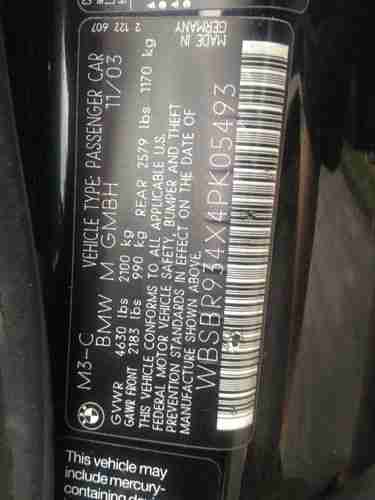 M3-C VEHICLE TYPE: PASSENGER CAR 2 122 607
BMW M GMBH 11/03
GVWR 4630 lbs 2100 kg
GAWR FRONT 2183 lbs 990 kg REAR 2579 lbs 1170 kg
THIS VEHICLE CONFORMS TO ALL APPLICABLE U.S.
FEDERAL MOTOR VEHICLE SAFETY, BUMPER AND THEFT
PREVENTION STANDARDS IN EFFECT ON THE DATE OF
MANUFACTURE SHOWN ABOVE.
MADE IN
GERMANY
WBSBR934X4PK05493
This vehicle may
include mercury-
containing